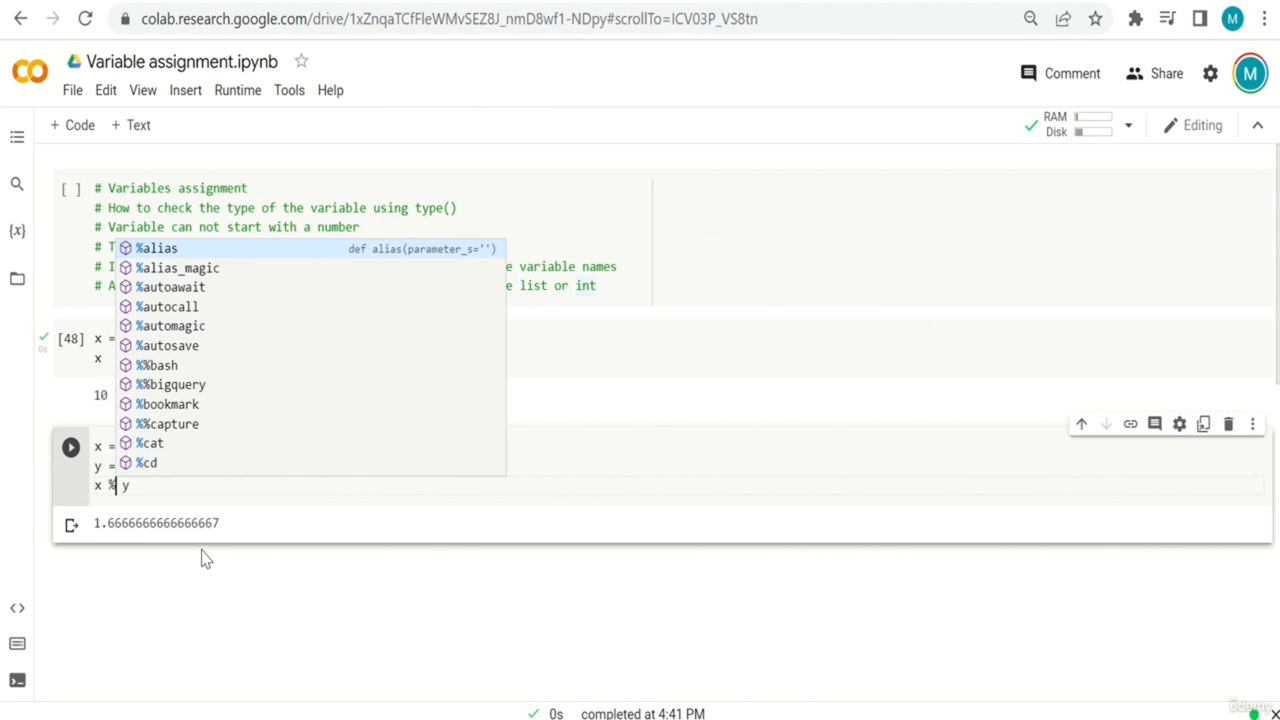 colab.research.google.com/drive/1xZnqaTCfFleWMvSEZ8J_nmD8wf1-NDpy#scrollTo=ICV03P_VS8tn
M
CO
Variable assignment.ipynb
File Edit View Insert Runtime Tools Help
Comment
Share
M
+ Code + Text
RAM
Disk
Editing
[ ] # Variables assignment
# How to check the type of the variable using type()
# Variable can not start with a number
# T
# I e variable names
# A e list or int
%alias def alias(parameter_s='')
%alias_magic
%autoawait
%autocall
%automagic
%autosave
%%bash
%%bigquery
%bookmark
%%capture
%cat
%cd
{x}
[48] x =
0s
x
10
x =
y =
x % y
1.6666666666666667
0s completed at 4:41 PM
ûdemy